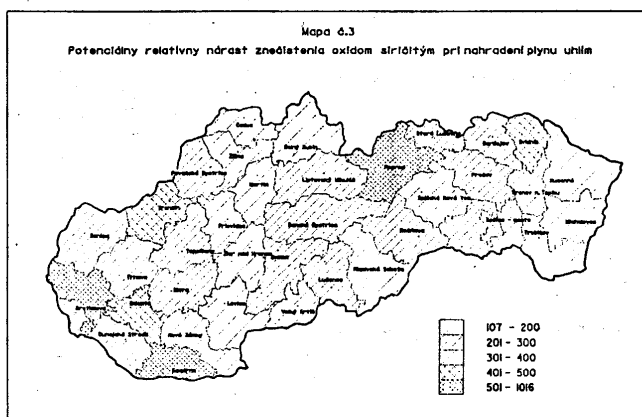 Mapa č.3
Potenciálny relatívny nárast znečistenia oxidom siričitým pri nahradení plynu uhlím
Čadca
Stará Ľubovňa
Bardejov
Svidník
Dolný Kubín
Žilina
Poprad
Humenné
Považská Bystrica
Prešov
Liptovský Mikuláš
Martin
Vranov n. Topľou
Spišská Nová Ves
Trenčín
Michalovce
Prievidza
Banská Bystrica
Rožňava
Trebišov
Senica
Topoľčany
Žiar nad Hronom
Zvolen
Rimavská Sobota
Trnava
Lučenec
Nitra
Levice
Veľký Krtíš
Bratislava
Galanta
Dunajská Streda
Nové Zámky
Komárno
107 - 200
201 - 300
301 - 400
401 - 500
501 - 1016